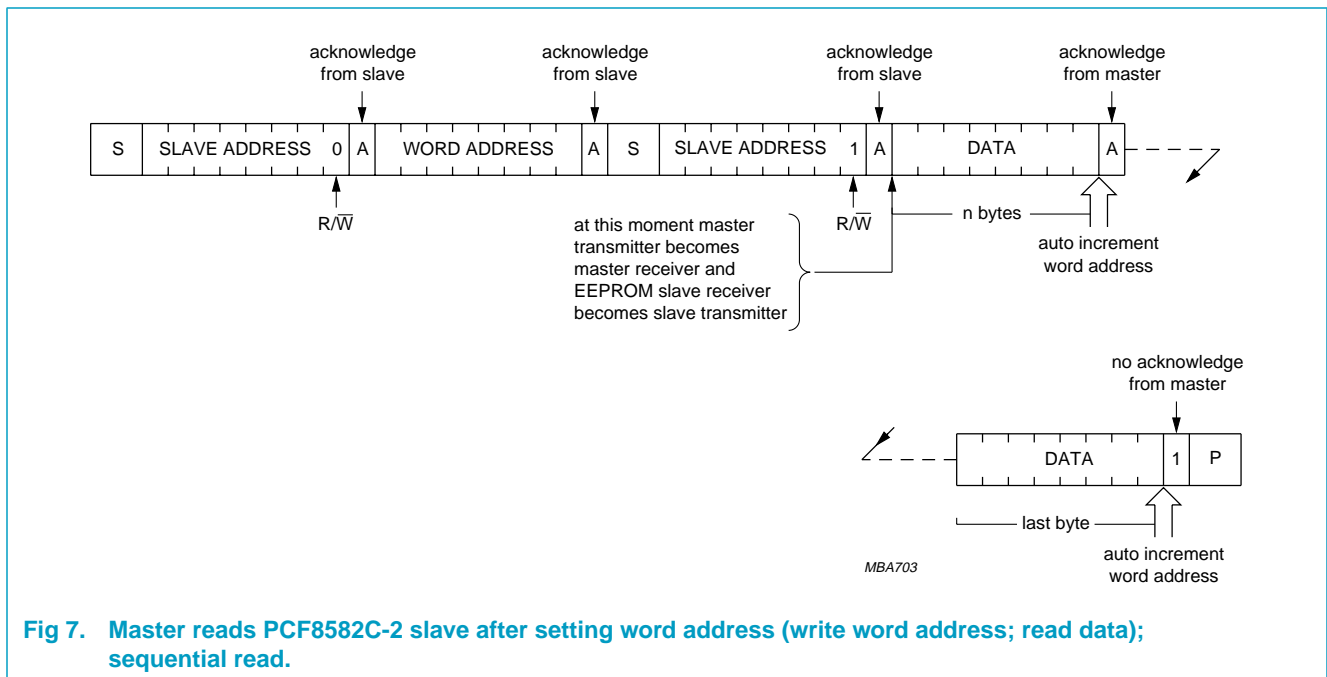 acknowledge
from slave
acknowledge
from slave
acknowledge
from slave
acknowledge
from master
S SLAVE ADDRESS 0 A WORD ADDRESS A S SLAVE ADDRESS 1 A DATA A
R/W̅
R/W̅
at this moment master
transmitter becomes
master receiver and
EEPROM slave receiver
becomes slave transmitter
n bytes
auto increment
word address
no acknowledge
from master
DATA 1 P
last byte
auto increment
word address
MBA703
Fig 7. Master reads PCF8582C-2 slave after setting word address (write word address; read data);
sequential read.